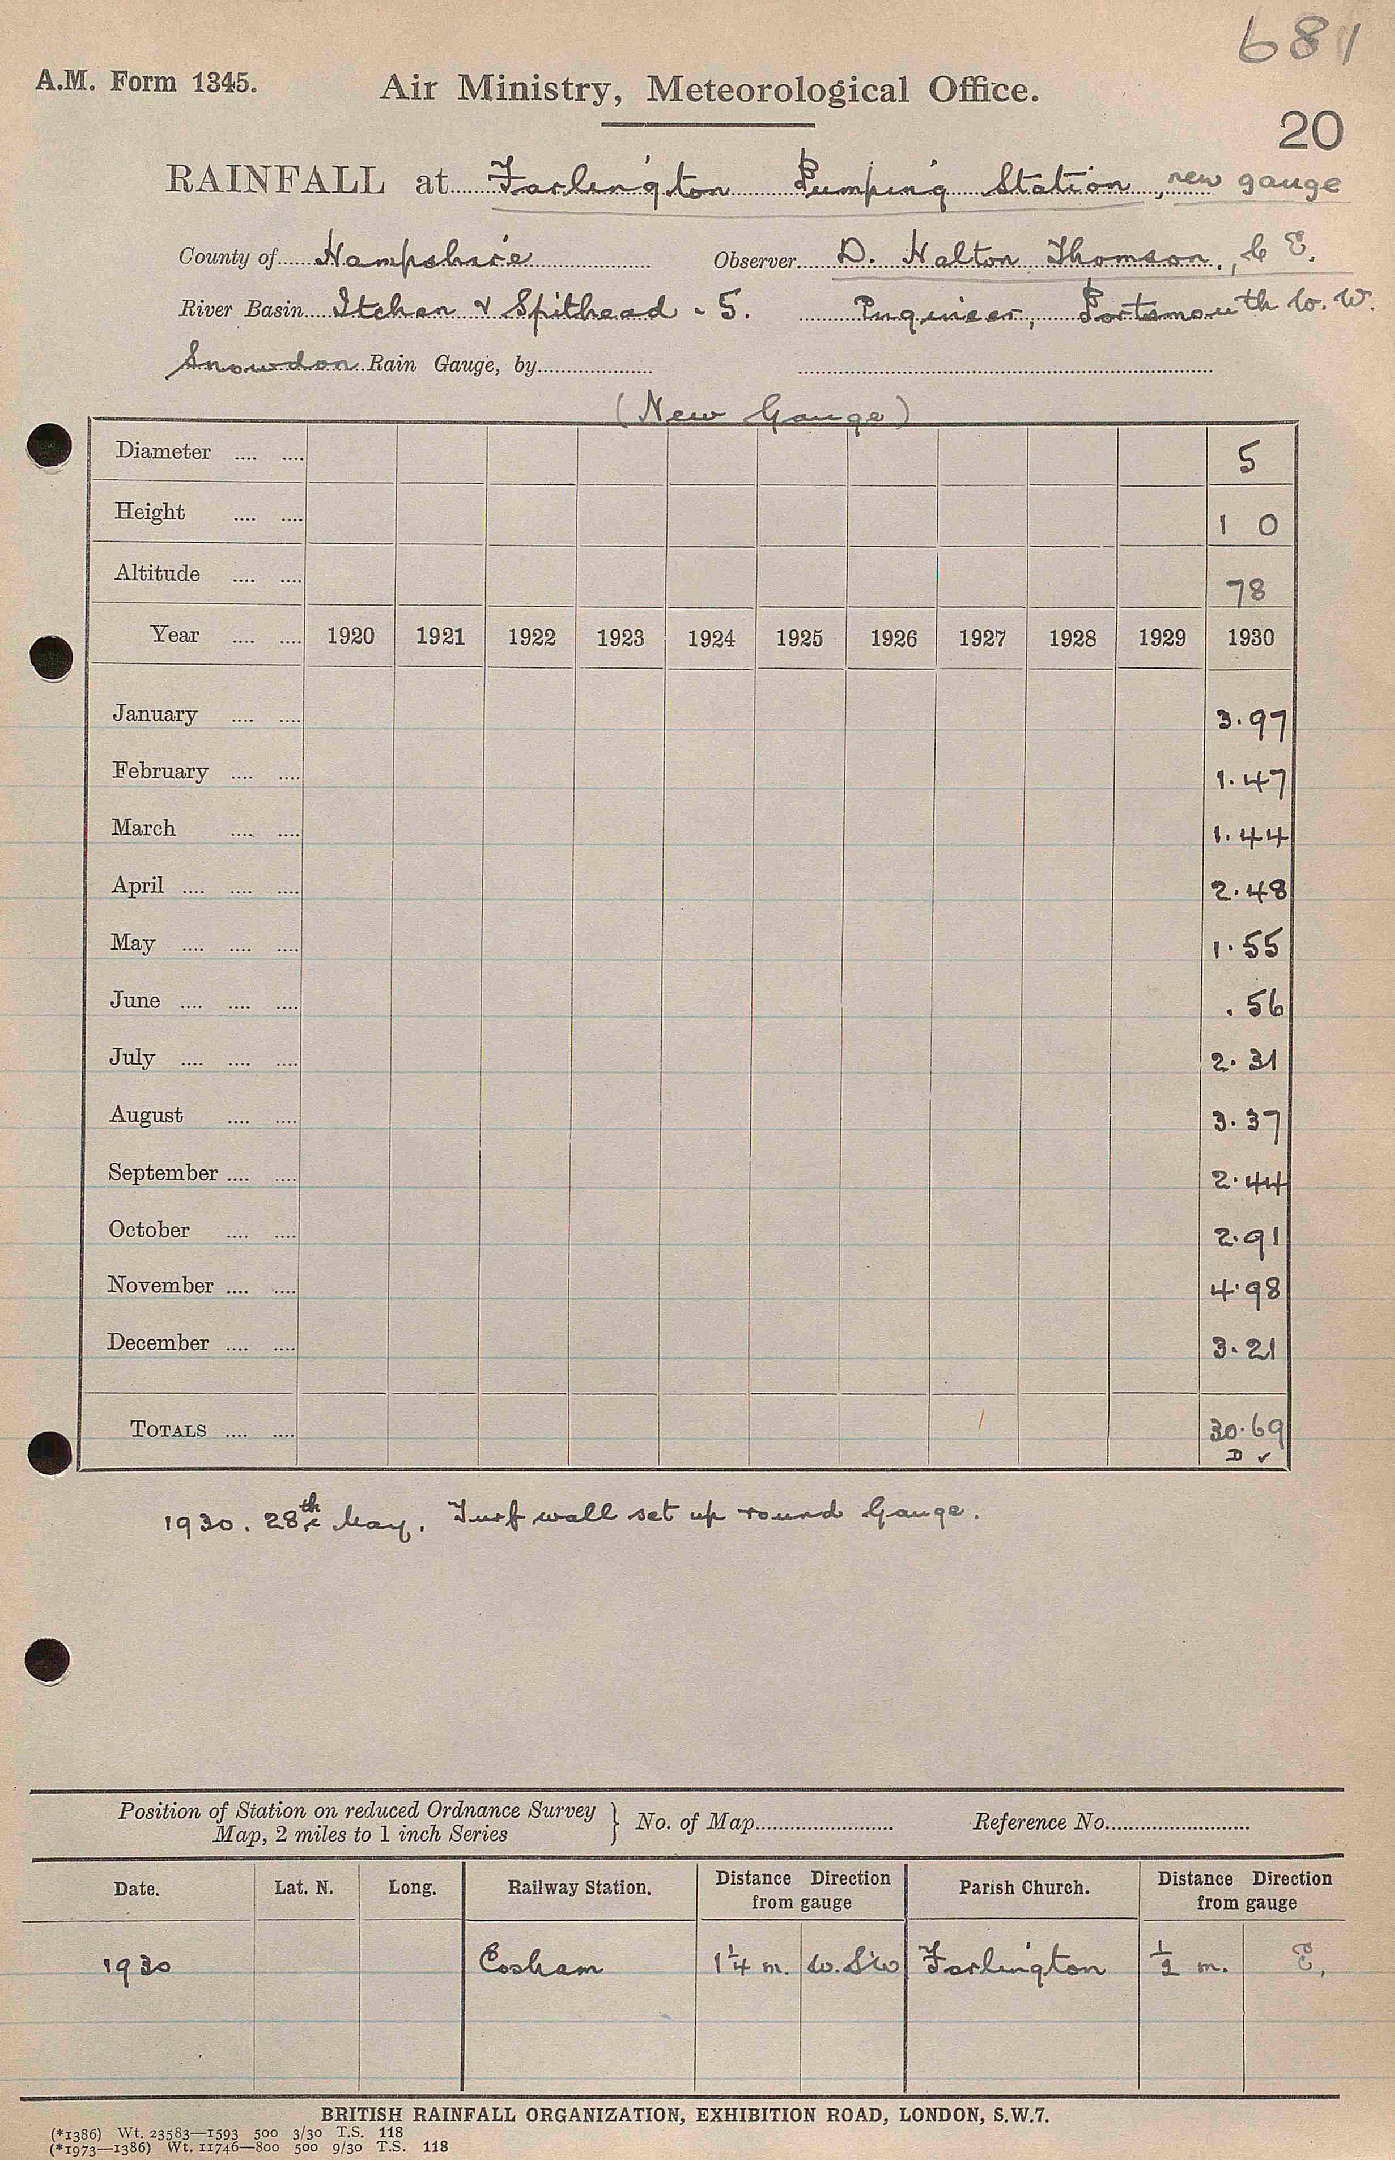 681
A.M. Form 1345. Air Ministry, Meteorological Office.
20
RAINFALL at Farlington Pumping Station, new gauge
County of Hampshire Observer D. Halton Thomson., C E.
River Basin Itchen & Spithead - 5. Engineer, Portsmouth Co. W.
Snowdon Rain Gauge, by
(New Gauge)
Diameter .... .... 5
Height .... .... 1 0
Altitude .... .... 78
Year .... .... 1920 1921 1922 1923 1924 1925 1926 1927 1928 1929 1930
January .... .... 3.97
February .... .... 1.47
March .... .... 1.44
April .... .... .... 2.48
May .... .... .... 1.55
June .... .... .... .56
July .... .... .... 2.31
August .... .... 3.37
September .... .... 2.44
October .... .... 2.91
November .... .... 4.98
December .... .... 3.21
TOTALS .... .... 30.69
D ✓
1930. 28th May. Turf wall set up round Gauge.
Position of Station on reduced Ordnance Survey
Map, 2 miles to 1 inch Series } No. of Map Reference No.
Date. Lat. N. Long. Railway Station. Distance Direction from gauge Parish Church. Distance Direction from gauge
1930 Cosham 1¼ m. W.SW Farlington ½ m. E.
BRITISH RAINFALL ORGANIZATION, EXHIBITION ROAD, LONDON, S.W.7.
(*1386) Wt. 23583—1593 500 3/30 T.S. 118
(*1973—1386) Wt. 11746—800 500 9/30 T.S. 118